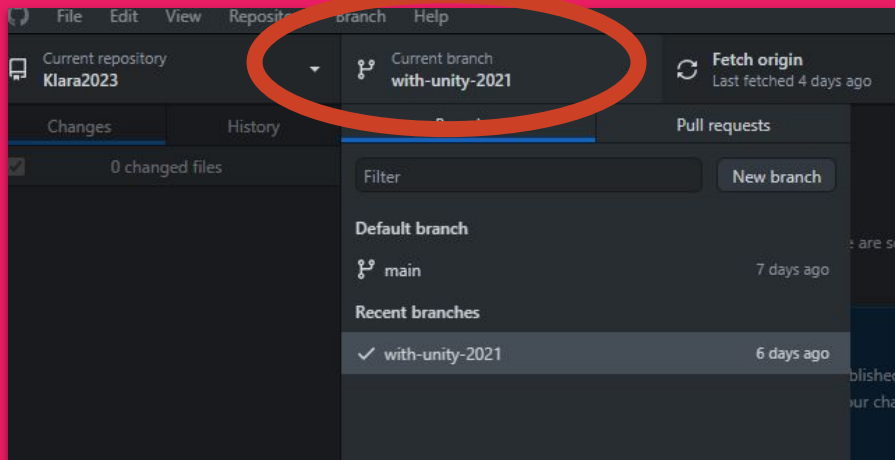 File Edit View Repository Branch Help
Current repository
Klara2023
Current branch
with-unity-2021
Fetch origin
Last fetched 4 days ago
Changes History
Pull requests
0 changed files
Filter
New branch
Default branch
main 7 days ago
Recent branches
with-unity-2021 6 days ago
are